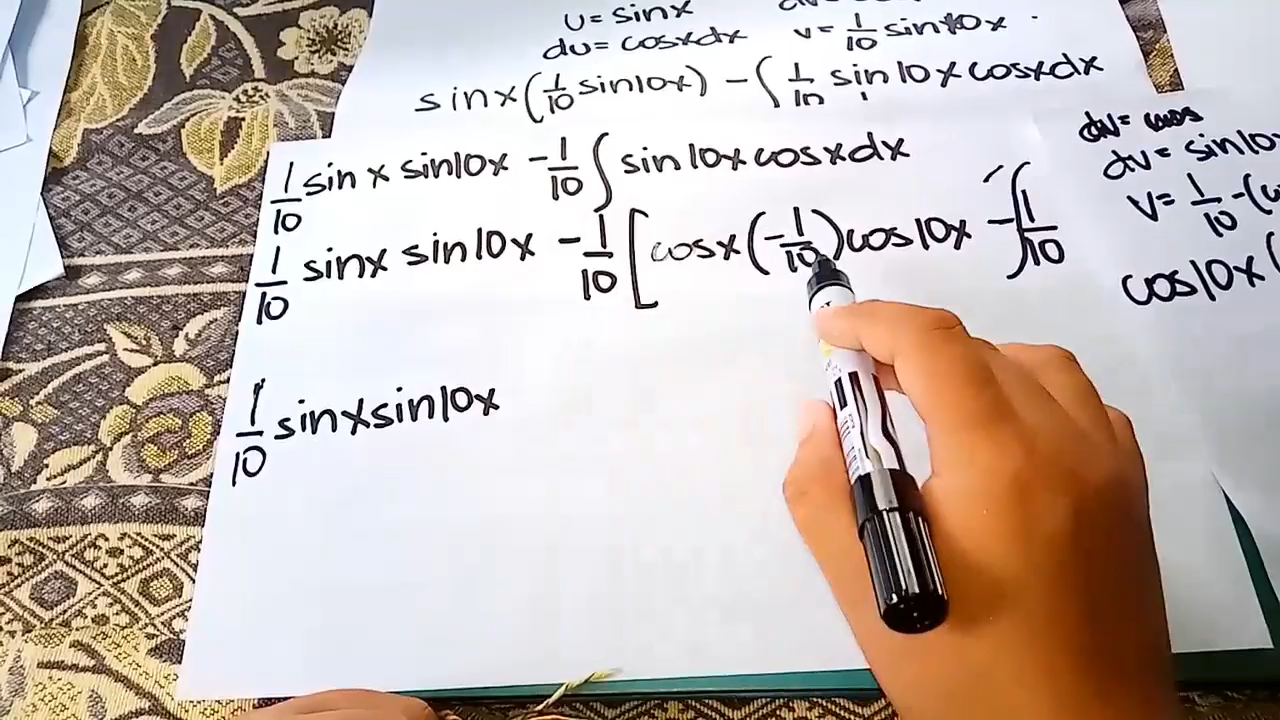 u = sinx
du = cosxdx v = 1/10 sin10x
sinx(1/10 sin10x) - ∫ 1/10 sin10x cosxdx
1/10 sinx sin10x - 1/10 ∫ sin10x cosxdx
dv = sin10
1/10 sinx sin10x - 1/10 [cosx(-1/10)cos10x - ∫ 1/10
v = 1/10 - (
cos10x (
1/10 sinxsin10x